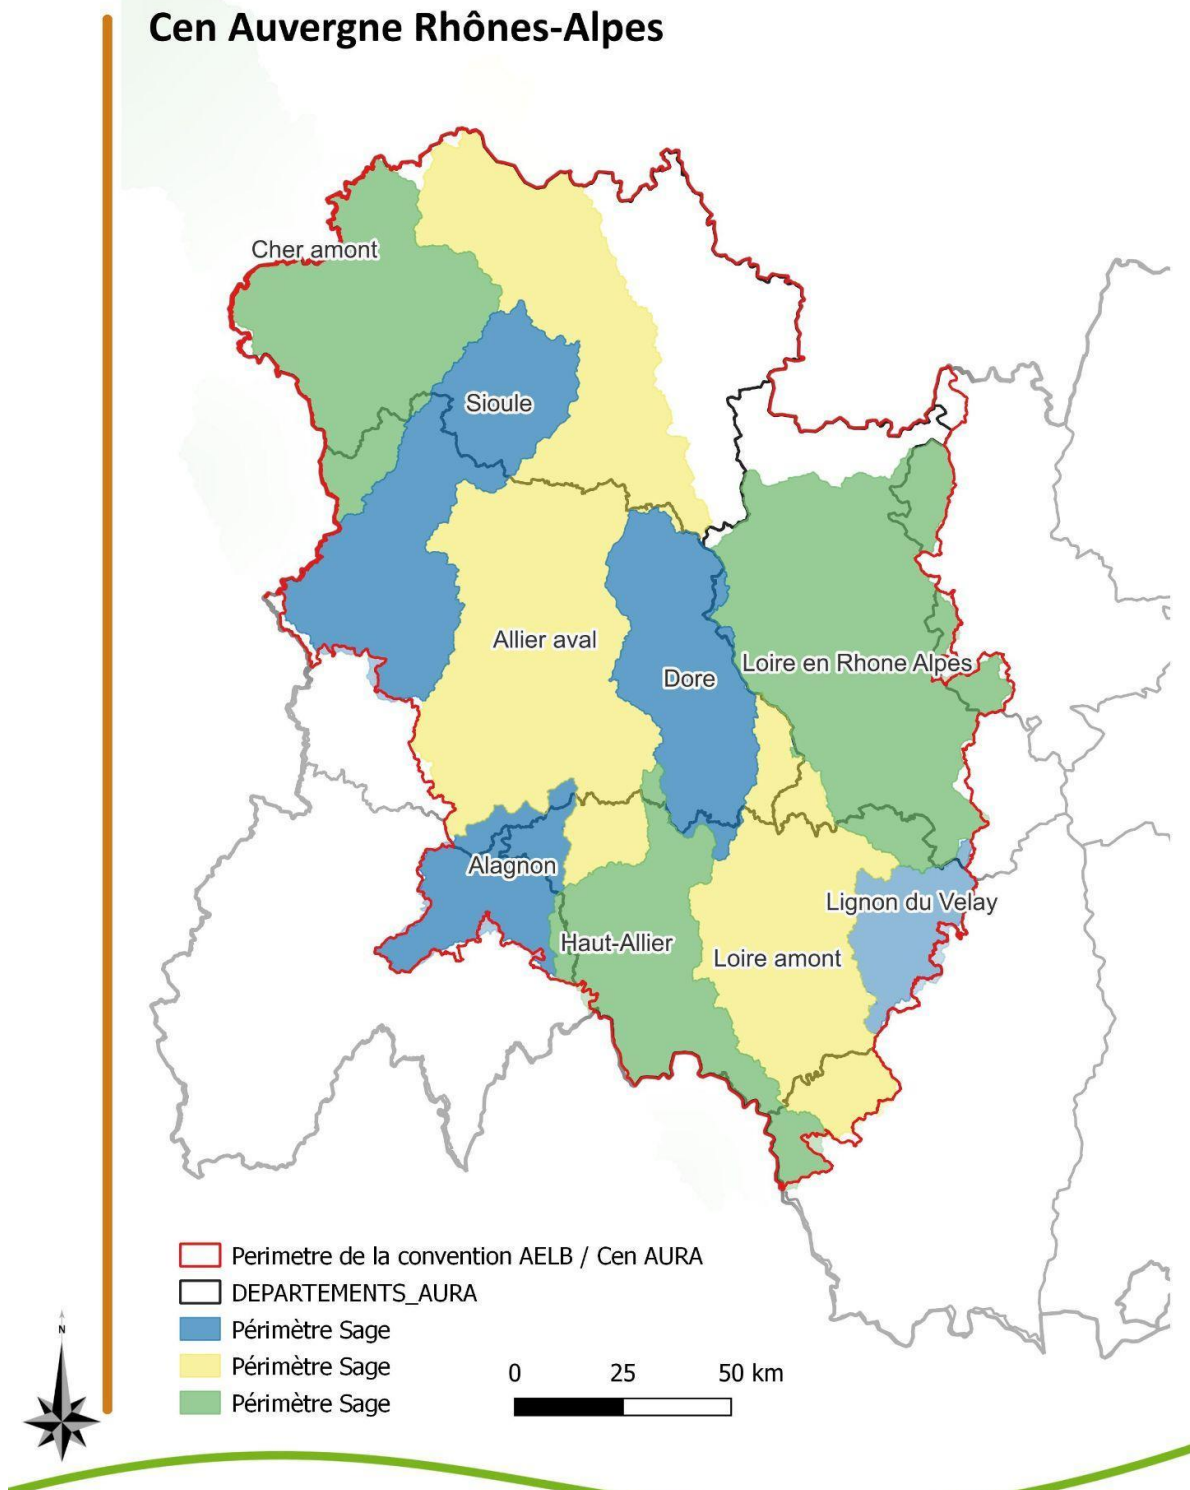 Cen Auvergne Rhônes-Alpes
Cher amont
Sioule
Allier aval
Loire en Rhone Alpes
Dore
Alagnon
Lignon du Velay
Haut-Allier
Loire amont
Perimetre de la convention AELB / Cen AURA
DEPARTEMENTS_AURA
Périmètre Sage
Périmètre Sage
Périmètre Sage
0 25 50 km
N